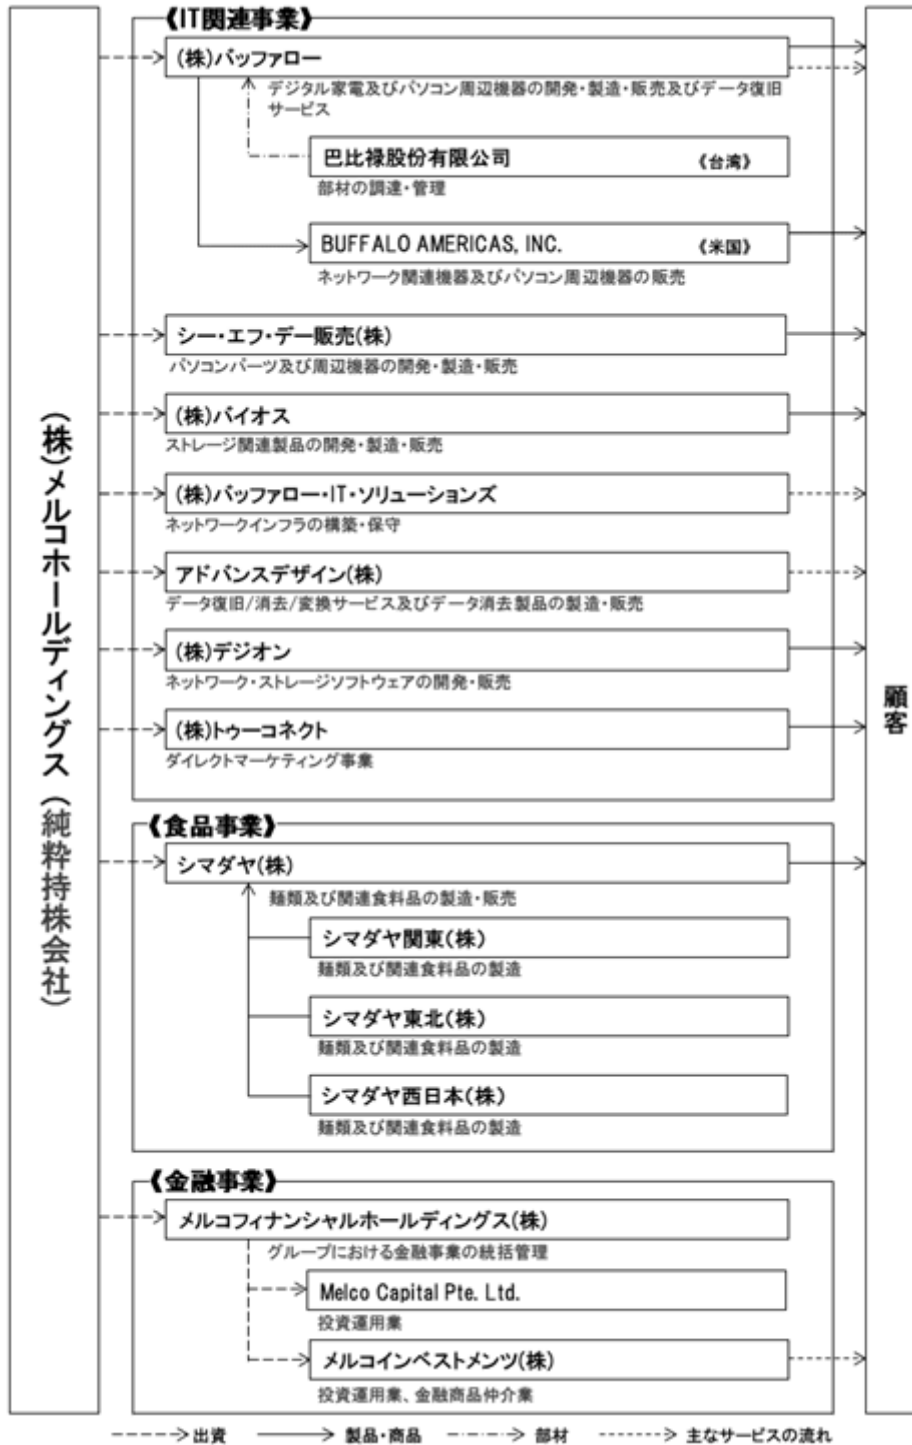 (株)メルコホールディングス(純粋持株会社)
《IT関連事業》
(株)バッファロー
デジタル家電及びパソコン周辺機器の開発・製造・販売及びデータ復旧
サービス
巴比禄股份有限公司 《台湾》
部材の調達・管理
BUFFALO AMERICAS, INC. 《米国》
ネットワーク関連機器及びパソコン周辺機器の販売
シー・エフ・デー販売(株)
パソコンパーツ及び周辺機器の開発・製造・販売
(株)バイオス
ストレージ関連製品の開発・製造・販売
(株)バッファロー・IT・ソリューションズ
ネットワークインフラの構築・保守
アドバンスデザイン(株)
データ復旧/消去/変換サービス及びデータ消去製品の製造・販売
(株)デジオン
ネットワーク・ストレージソフトウェアの開発・販売
(株)トゥーコネクト
ダイレクトマーケティング事業
《食品事業》
シマダヤ(株)
麺類及び関連食料品の製造・販売
シマダヤ関東(株)
麺類及び関連食料品の製造
シマダヤ東北(株)
麺類及び関連食料品の製造
シマダヤ西日本(株)
麺類及び関連食料品の製造
《金融事業》
メルコフィナンシャルホールディングス(株)
グループにおける金融事業の統括管理
Melco Capital Pte. Ltd.
投資運用業
メルコインベストメンツ(株)
投資運用業、金融商品仲介業
顧客
出資 製品・商品 部材 主なサービスの流れ